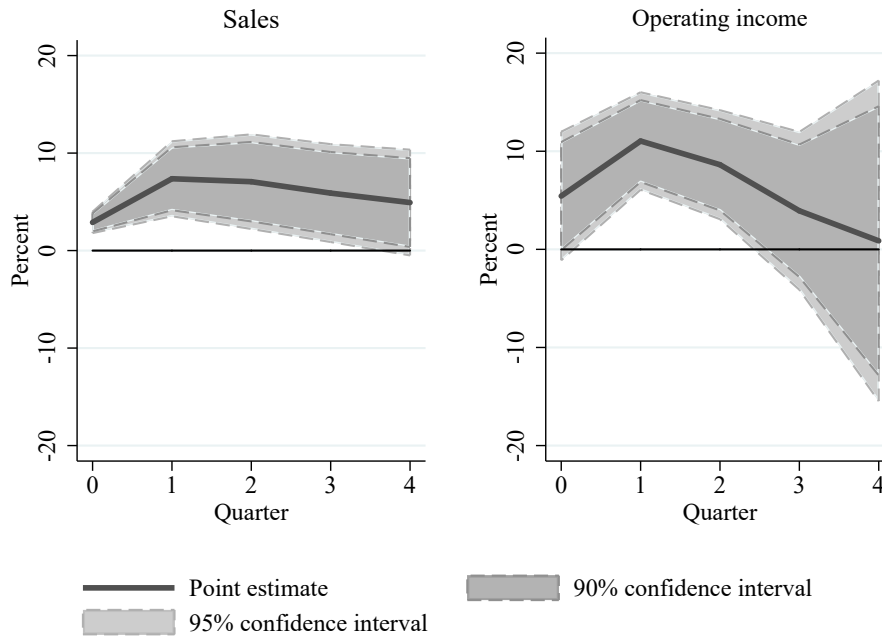 Sales
Percent
20
10
0
-10
-20
0 1 2 3 4
Quarter
Operating income
Percent
20
10
0
-10
-20
0 1 2 3 4
Quarter
Point estimate
90% confidence interval
95% confidence interval